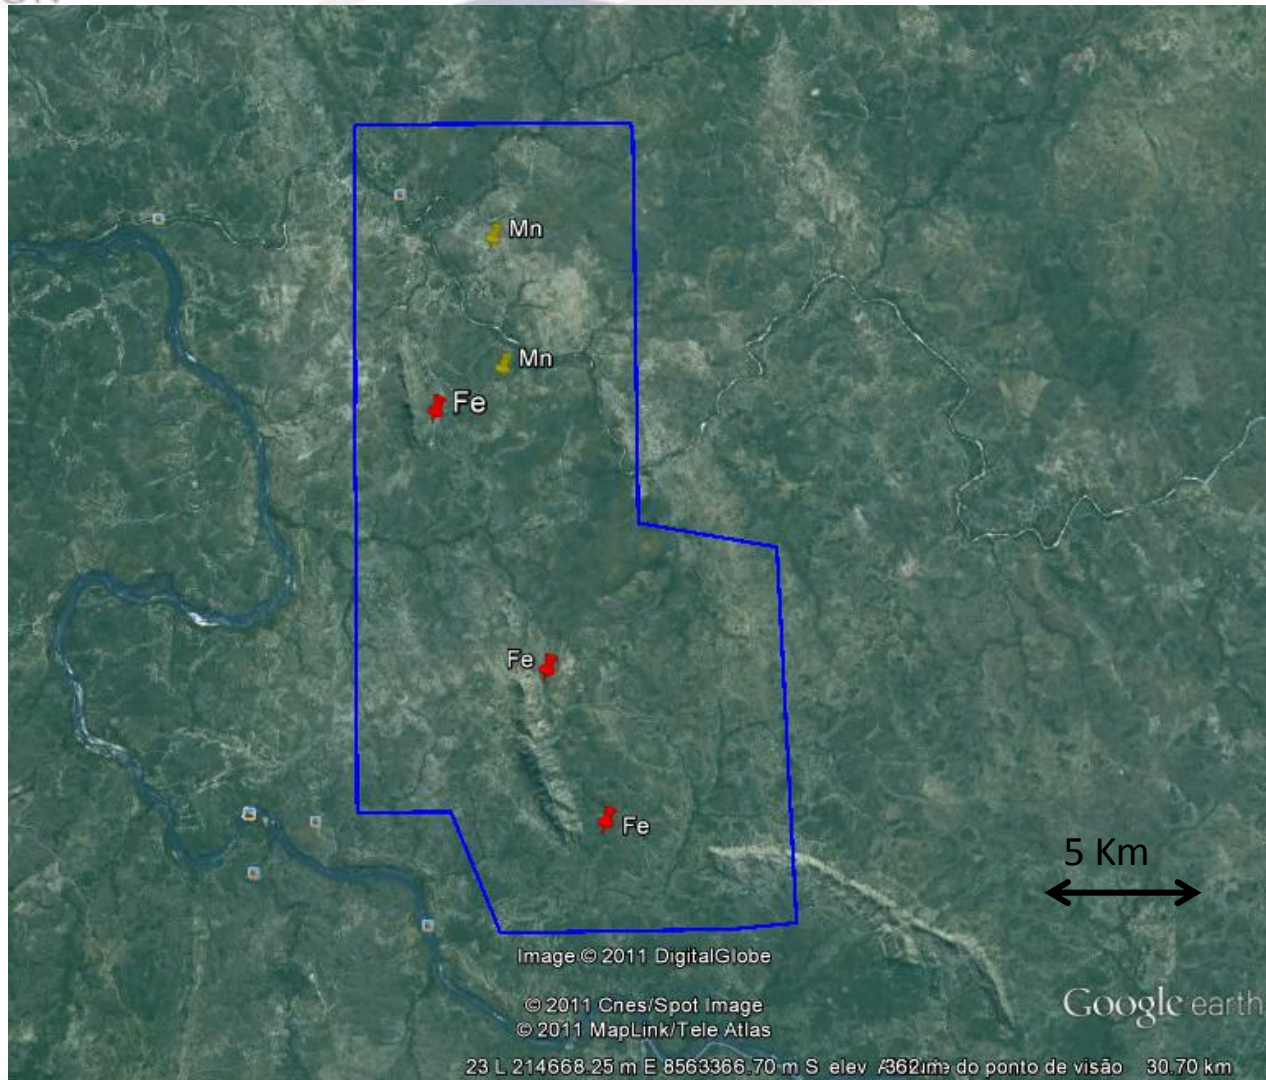 Mn
Mn
Fe
Fe
Fe
5 Km
Image © 2011 DigitalGlobe
© 2011 Cnes/Spot Image
© 2011 MapLink/Tele Atlas
Google earth
23 L 214668.25 m E 8563366.70 m S elev do ponto de visão 30.70 km